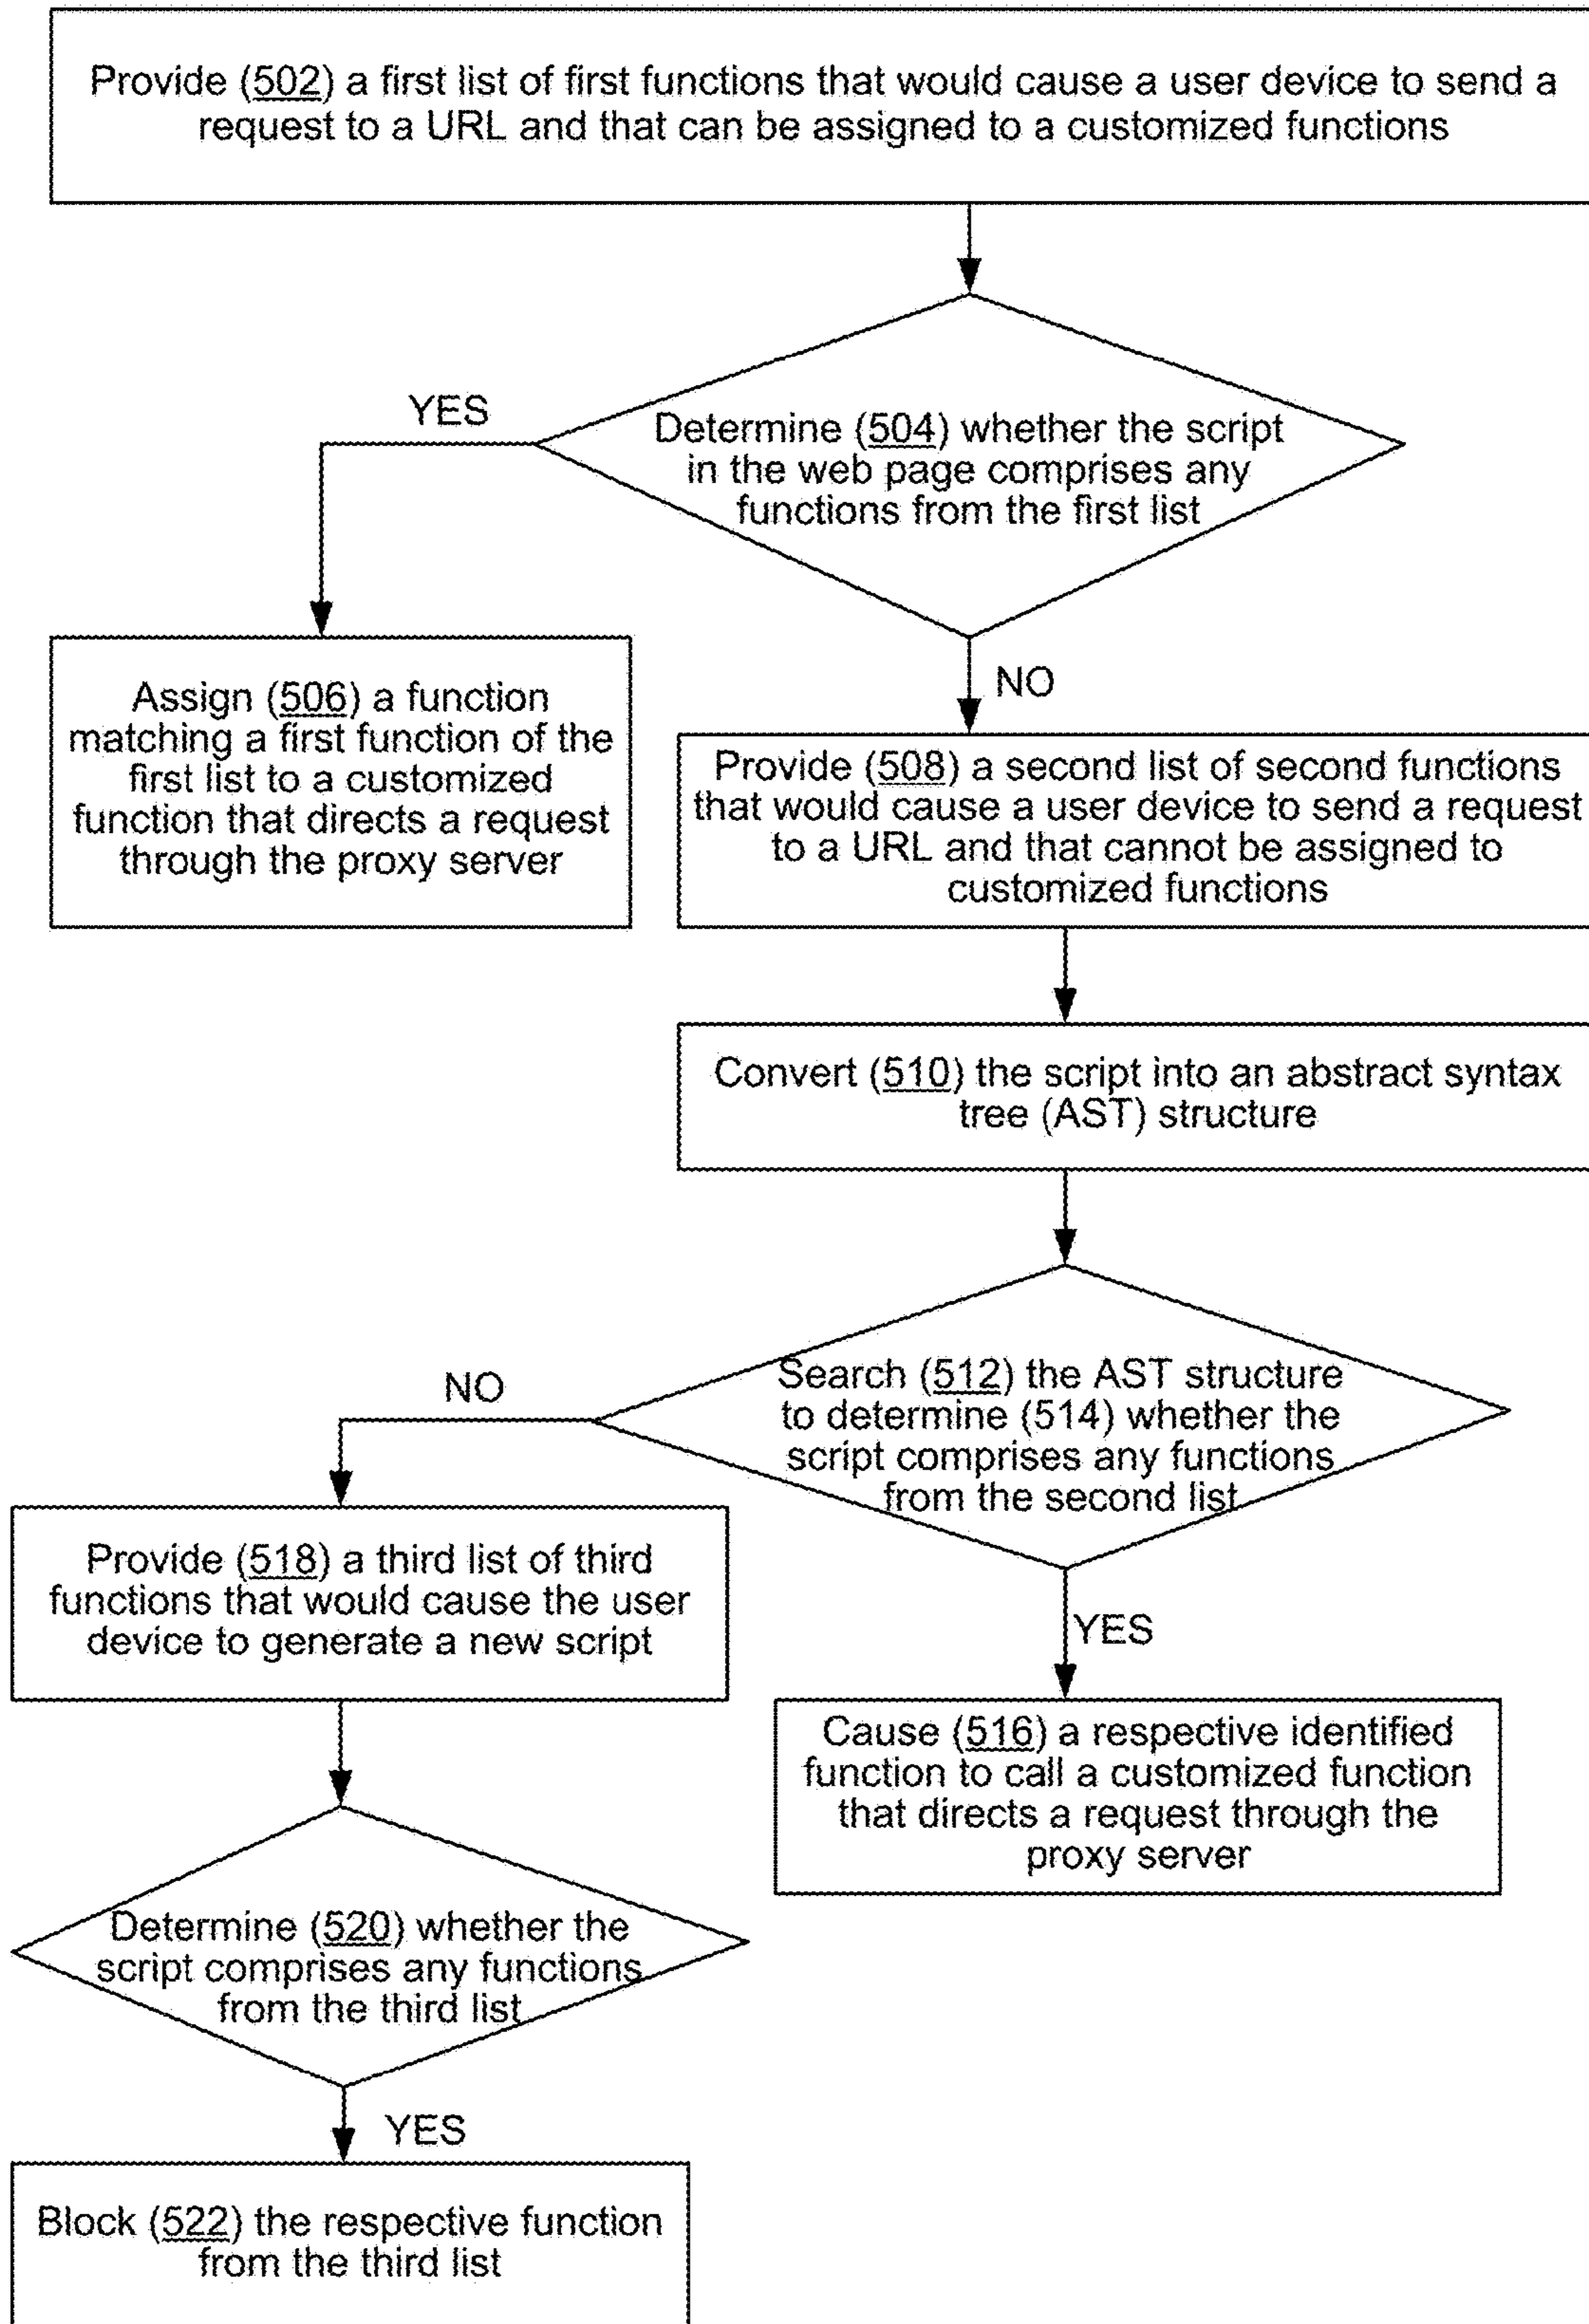 Provide (502) a first list of first functions that would cause a user device to send a
request to a URL and that can be assigned to a customized functions
YES
Determine (504) whether the script
in the web page comprises any
functions from the first list
Assign (506) a function
matching a first function of the
first list to a customized
function that directs a request
through the proxy server
NO
Provide (508) a second list of second functions
that would cause a user device to send a request
to a URL and that cannot be assigned to
customized functions
Convert (510) the script into an abstract syntax
tree (AST) structure
NO
Search (512) the AST structure
to determine (514) whether the
script comprises any functions
from the second list
Provide (518) a third list of third
functions that would cause the user
device to generate a new script
YES
Cause (516) a respective identified
function to call a customized function
that directs a request through the
proxy server
Determine (520) whether the
script comprises any functions
from the third list
YES
Block (522) the respective function
from the third list